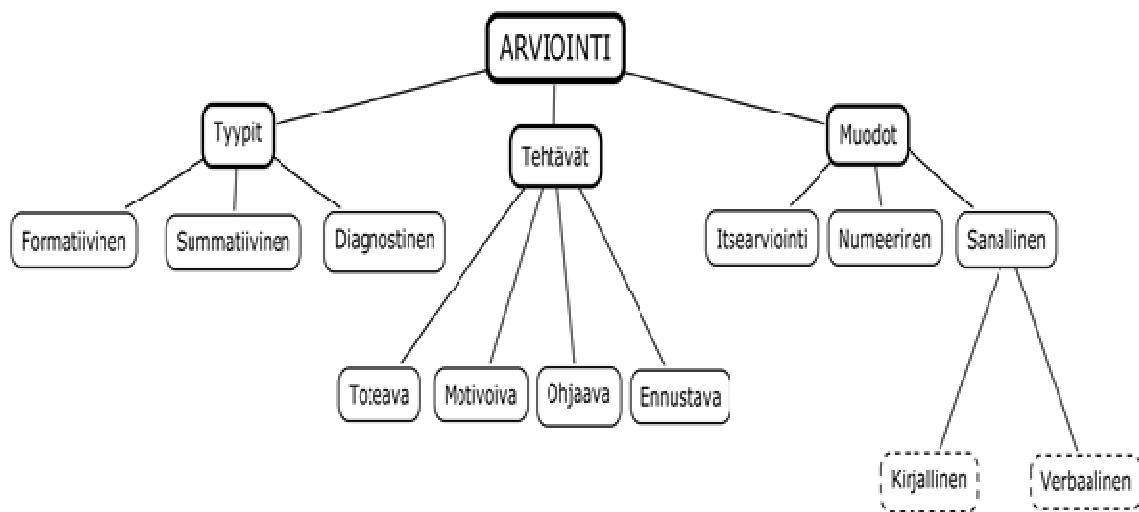 ARVIOINTI
Tyypit
Tehtävät
Muodot
Formatiivinen
Summatiivinen
Diagnostinen
Itsearviointi
Numeerinen
Sanallinen
Toteava
Motivoiva
Ohjaava
Ennustava
Kirjallinen
Verbaalinen